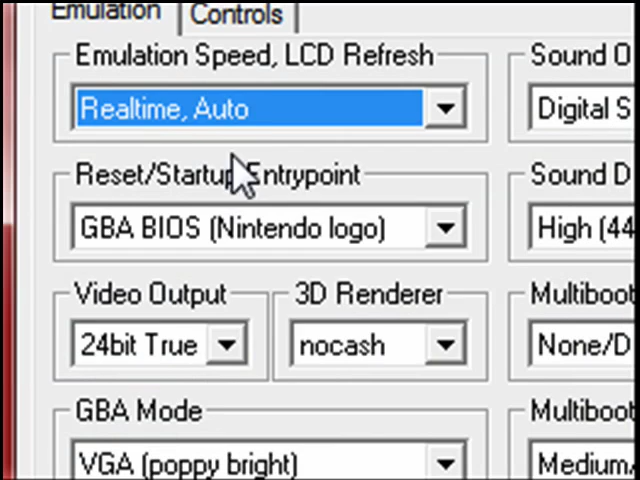 Emulation Controls
Emulation Speed, LCD Refresh Sound O
Realtime, Auto Digital S
Reset/Startup Entrypoint Sound D
GBA BIOS (Nintendo logo) High (44
Video Output 3D Renderer Multiboot
24bit True nocash None/D
GBA Mode Multiboot
VGA (poppy bright) Medium/